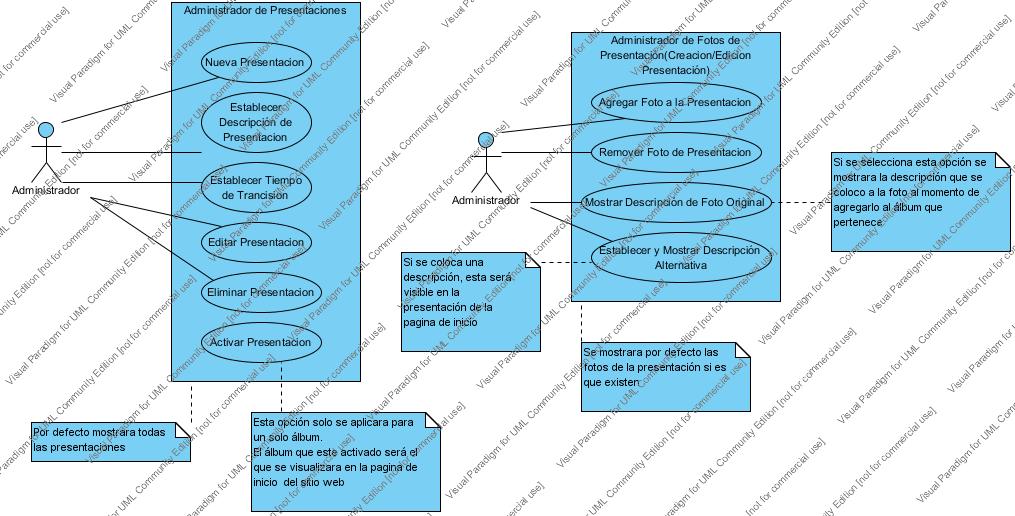 Administrador de Presentaciones
Nueva Presentacion
Establecer
Descripción de
Presentacion
Establecer Tiempo
de Trancisión
Editar Presentacion
Eliminar Presentacion
Activar Presentacion
Administrador
Por defecto mostrara todas
las presentaciones
Esta opción solo se aplicara para
un solo álbum.
El álbum que este activado será el
que se visualizara en la pagina de
inicio del sitio web
Administrador de Fotos de
Presentación(Creacion/Edicion
Presentación)
Agregar Foto a la Presentacion
Remover Foto de Presentacion
Mostrar Descripción de Foto Original
Establecer y Mostrar Descripción
Alternativa
Administrador
Si se selecciona esta opción se
mostrara la descripción que se
coloco a la foto al momento de
agregarlo al álbum que
pertenece
Si se coloca una
descripción, esta será
visible en la
presentación de la
pagina de inicio
Se mostrara por defecto las
fotos de la presentación si es
que existen
Visual Paradigm for UML Community Edition [not for commercial use]